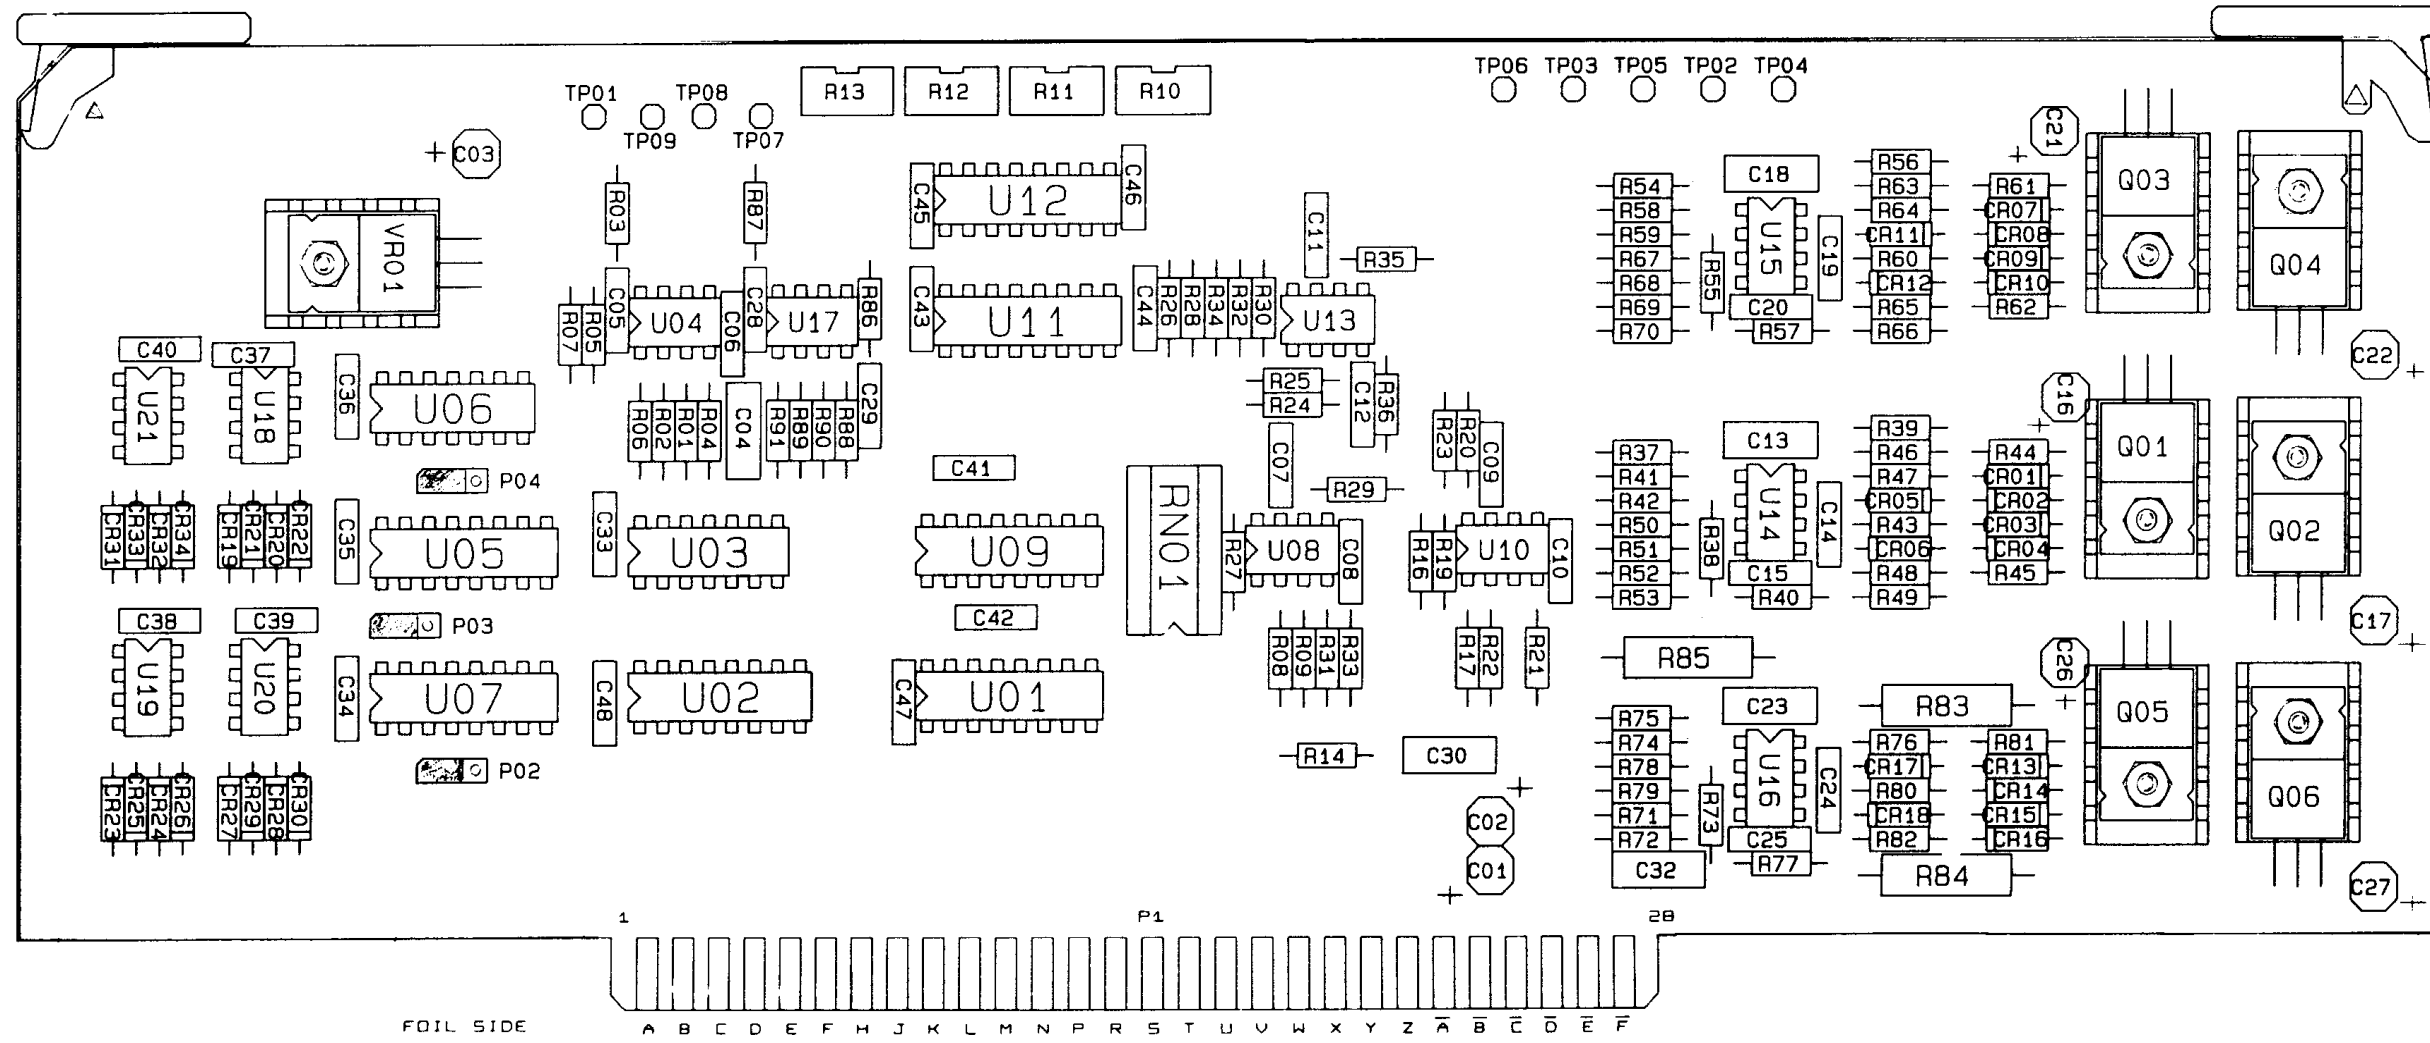 TP06 TP03 TP05 TP02 TP04
TP01 TP08
R13 R12 R11 R10
TP09 TP07
+ C03
C21
+
Q03
Q04
VR01
R03
R87
C45
U12
C46
C11
R35
R54
R58
R59
R67
R68
R69
R70
R55
C18
U15
C19
C20
R57
R56
R63
R64
CR11
R60
CR12
R65
R66
R61
CR07
CR08
CR09
CR10
R62
C22
+
R07
R05
C05
U04
C06
C28
U17
R86
C43
U11
C44
R26
R28
R34
R32
R30
U13
C40
C37
U21
U18
C36
U06
R06
R02
R01
R04
C04
R91
R89
R90
R88
C29
R25
R24
C12
R36
R23
R20
C09
C07
R29
C41
P04
C16
+
Q01
Q02
R37
R41
R42
R50
R51
R52
R53
R38
C13
U14
C14
C15
R40
R39
R46
R47
CR05
R43
CR06
R48
R49
R44
CR01
CR02
CR03
CR04
R45
C17
+
CR31
CR33
CR32
CR34
CR19
CR21
CR20
CR22
C35
U05
C33
U03
U09
RN01
R27
U08
C08
R16
R19
U10
C10
C38
C39
P03
C42
U19
U20
C34
U07
C48
U02
C47
U01
R08
R09
R31
R33
R17
R22
R21
R85
C26
+
Q05
Q06
R83
R75
R74
R78
R79
R71
R72
C32
R73
C23
U16
C24
C25
R77
R76
CR17
R80
CR18
R82
R84
R81
CR13
CR14
CR15
CR16
C27
+
P02
R14
C30
+
C02
C01
+
CR23
CR25
CR24
CR26
CR27
CR29
CR28
CR30
1 P1 28
FOIL SIDE A B C D E F H J K L M N P R S T U V W X Y Z A̅ B̅ C̅ D̅ E̅ F̅